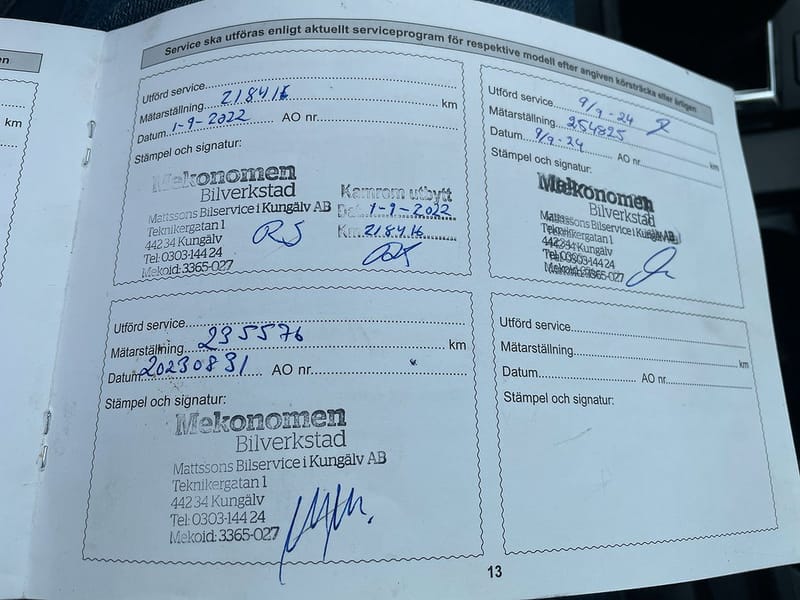 en
km
Service ska utföras enligt aktuellt serviceprogram för respektive modell efter angiven körsträcka eller årligen
Utförd service
Mätarställning 218416 km
Datum 1-9-2022 AO nr.
Stämpel och signatur:
Mekonomen
Bilverkstad
Mattssons Bilservice i Kungälv AB
Teknikergatan 1
442 34 Kungälv
Tel: 0303-144 24
Mekoid: 3365-027
Kamrem utbytt
Dat. 1-9-2022
Km. 218416
Utförd service 9/9-24
Mätarställning 254825 km
Datum 9/9-24 AO nr.
Stämpel och signatur:
Mekonomen
Bilverkstad
Mattssons Bilservice i Kungälv AB
Teknikergatan 1
442 34 Kungälv
Tel: 0303-144 24
Mekoid: 3365-027
Utförd service
Mätarställning 235576 km
Datum 20230831 AO nr.
Stämpel och signatur:
Mekonomen
Bilverkstad
Mattssons Bilservice i Kungälv AB
Teknikergatan 1
442 34 Kungälv
Tel: 0303-144 24
Mekoid: 3365-027
Utförd service
Mätarställning km
Datum AO nr.
Stämpel och signatur:
13